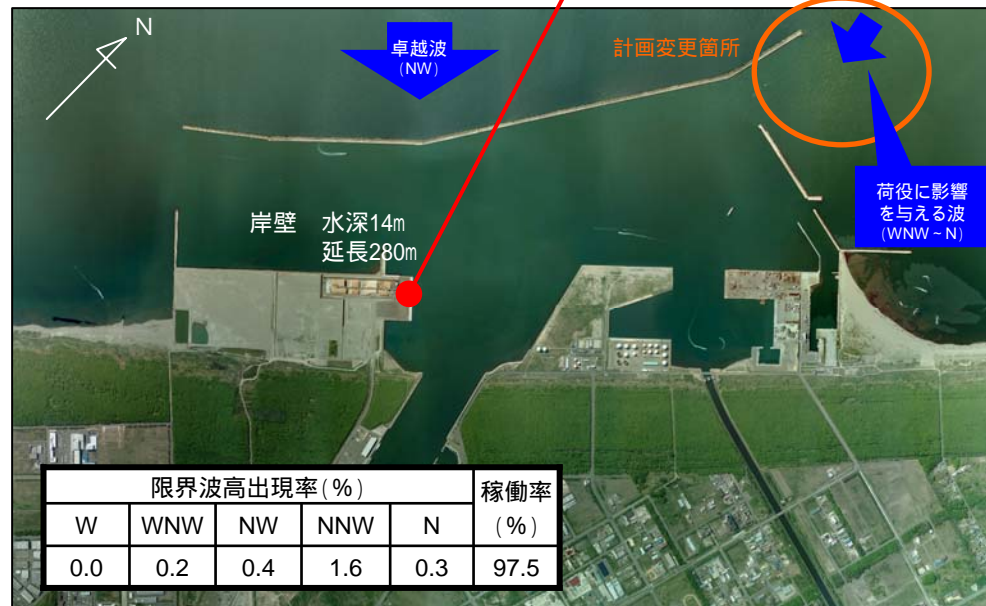 N
卓越波
(NW)
計画変更箇所
荷役に影響
を与える波
(WNW~N)
岸壁 水深14m
延長280m
限界波高出現率(%) 稼働率
(%)
W WNW NW NNW N
0.0 0.2 0.4 1.6 0.3 97.5